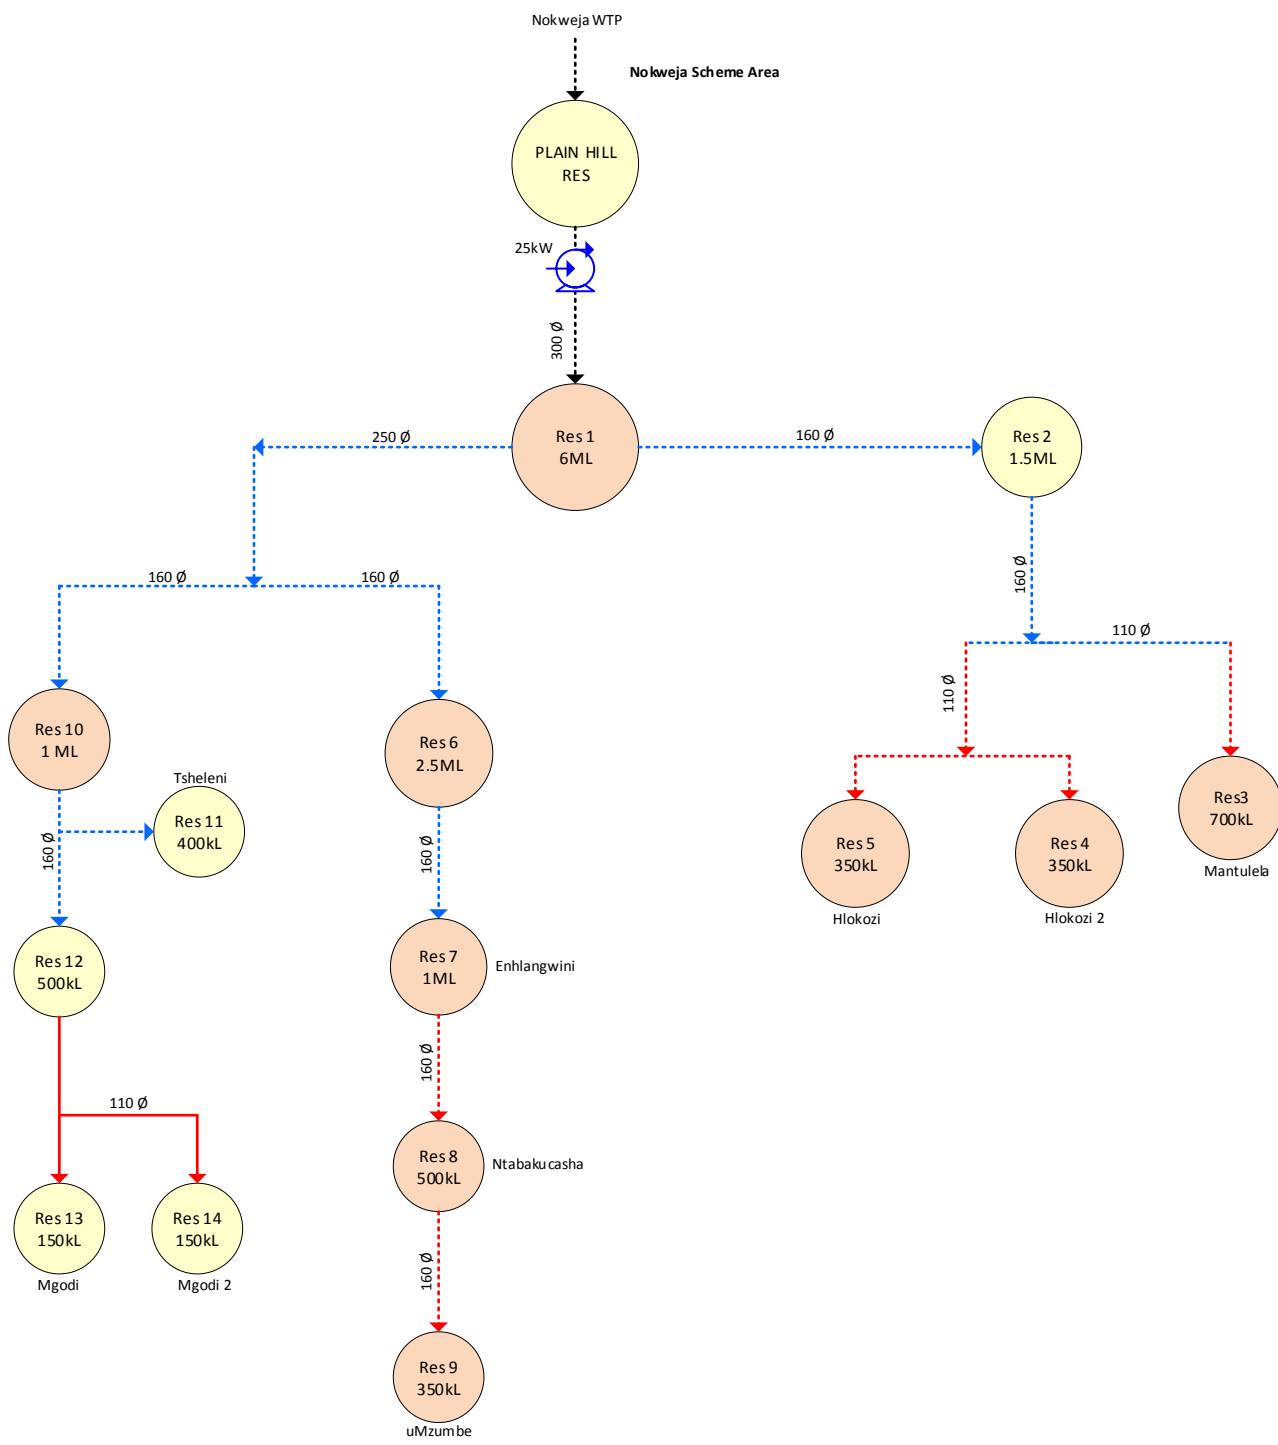 Nokweja WTP
Nokweja Scheme Area
PLAIN HILL
RES
25kW
300 Ø
250 Ø
Res 1
6ML
160 Ø
Res 2
1.5ML
160 Ø
160 Ø
160 Ø
110 Ø
110 Ø
Res 10
1 ML
Res 6
2.5ML
Tsheleni
Res 11
400kL
160 Ø
160 Ø
Res3
700kL
Mantulela
Res 5
350kL
Hlokozi
Res 4
350kL
Hlokozi 2
Res 12
500kL
Res 7
1ML
Enhlangwini
160 Ø
110 Ø
Res 8
500kL
Ntabakucasha
Res 13
150kL
Mgodi
Res 14
150kL
Mgodi 2
160 Ø
Res 9
350kL
uMzumbe